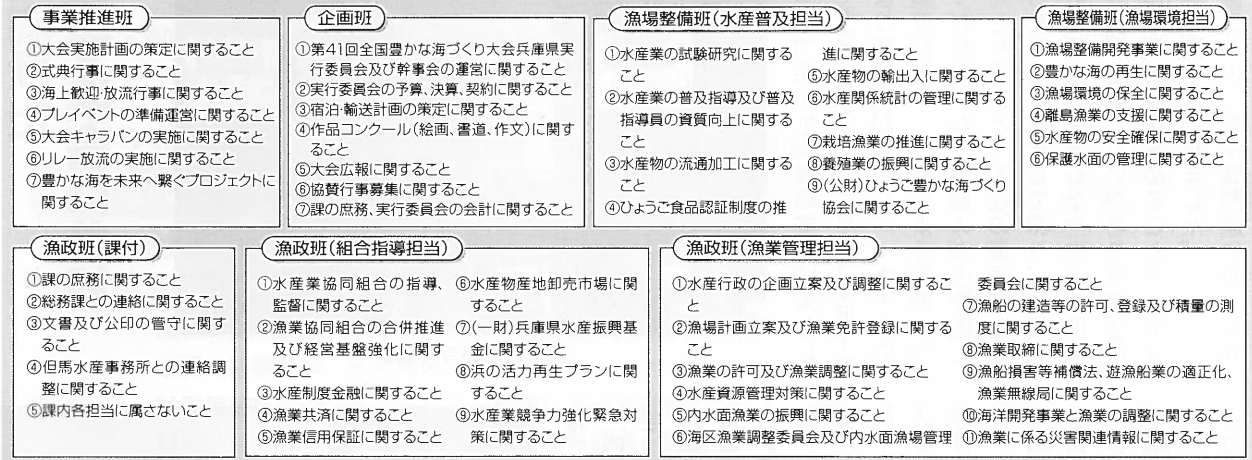 事業推進班
①大会実施計画の策定に関すること
②式典行事に関すること
③海上歓迎·放流行事に関すること
④プレイベントの準備運営に関すること
⑤大会キャラバンの実施に関すること
⑥リレー放流の実施に関すること
⑦豊かな海を未来へ繋ぐプロジェクトに
関すること
企画班
①第41回全国豊かな海づくり大会兵庫県実
行委員会及び幹事会の運営に関すること
②実行委員会の予算、決算、契約に関すること
③宿泊·輸送計画の策定に関すること
④作品コンクール(絵画、書道、作文)に関す
ること
⑤大会広報に関すること
⑥協賛行事募集に関すること
⑦課の庶務、実行委員会の会計に関すること
漁場整備班(水産普及担当)
①水産業の試験研究に関する
こと
②水産業の普及指導及び普及
指導員の資質向上に関する
こと
③水産物の流通加工に関する
こと
④ひょうご食品認証制度の推
進に関すること
⑤水産物の輸出入に関すること
⑥水産関係統計の管理に関する
こと
⑦栽培漁業の推進に関すること
⑧養殖業の振興に関すること
⑨(公財)ひょうご豊かな海づくり
協会に関すること
漁場整備班(漁場環境担当)
①漁場整備開発事業に関すること
②豊かな海の再生に関すること
③漁場環境の保全に関すること
④離島漁業の支援に関すること
⑤水産物の安全確保に関すること
⑥保護水面の管理に関すること
漁政班(課付)
①課の庶務に関すること
②総務課との連絡に関すること
③文書及び公印の管守に関す
ること
④但馬水産事務所との連絡調
整に関すること
⑤課内各担当に属さないこと
漁政班(組合指導担当)
①水産業協同組合の指導、
監督に関すること
②漁業協同組合の合併推進
及び経営基盤強化に関す
ること
③水産制度金融に関すること
④漁業共済に関すること
⑤漁業信用保証に関すること
⑥水産物産地卸売市場に関
すること
⑦(一財)兵庫県水産振興基
金に関すること
⑧浜の活力再生プランに関
すること
⑨水産業競争力強化緊急対
策に関すること
漁政班(漁業管理担当)
①水産行政の企画立案及び調整に関するこ
と
②漁場計画立案及び漁業免許登録に関する
こと
③漁業の許可及び漁業調整に関すること
④水産資源管理対策に関すること
⑤内水面漁業の振興に関すること
⑥海区漁業調整委員会及び内水面漁場管理
委員会に関すること
⑦漁船の建造等の許可、登録及び積量の測
度に関すること
⑧漁業取締に関すること
⑨漁船損害等補償法、遊漁船業の適正化、
漁業無線局に関すること
⑩海洋開発事業と漁業の調整に関すること
⑪漁業に係る災害関連情報に関すること